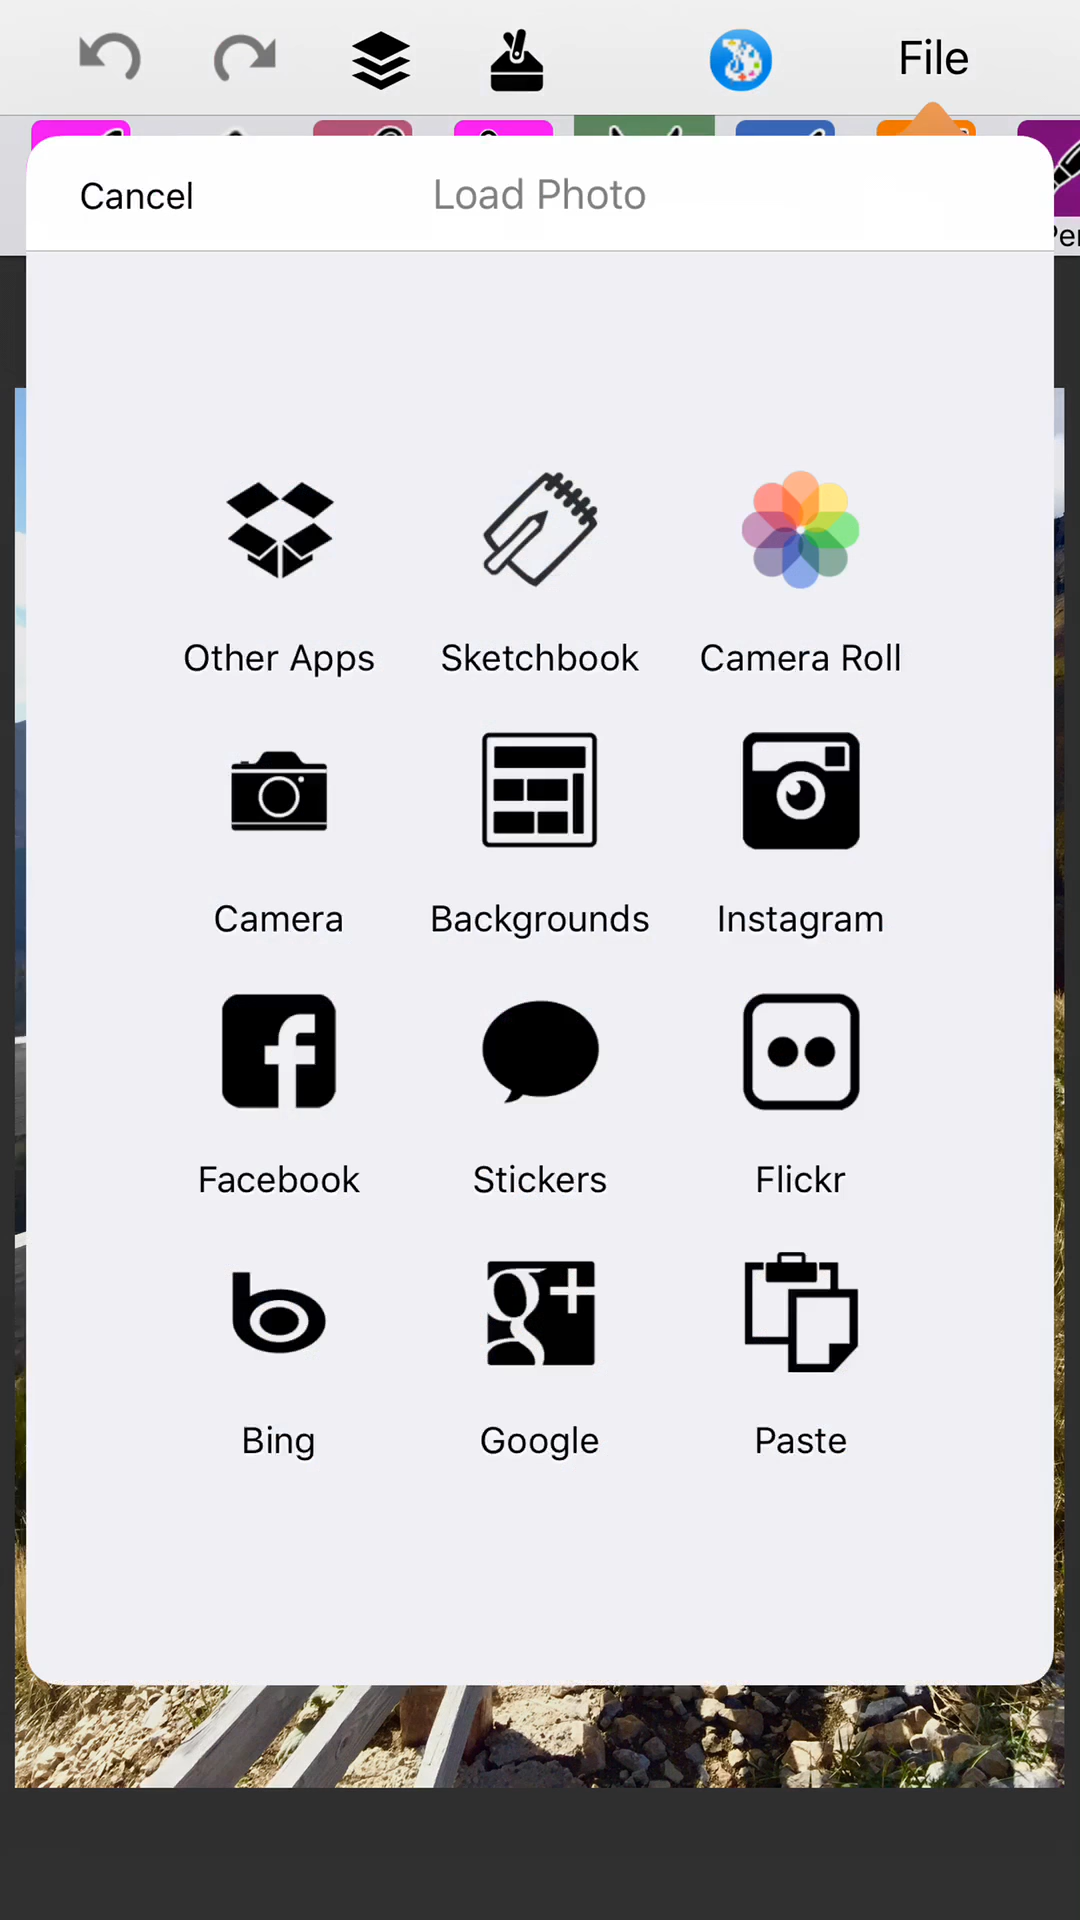 File
Cancel
Load Photo
Other Apps
Sketchbook
Camera Roll
Camera
Backgrounds
Instagram
Facebook
Stickers
Flickr
Bing
Google
Paste